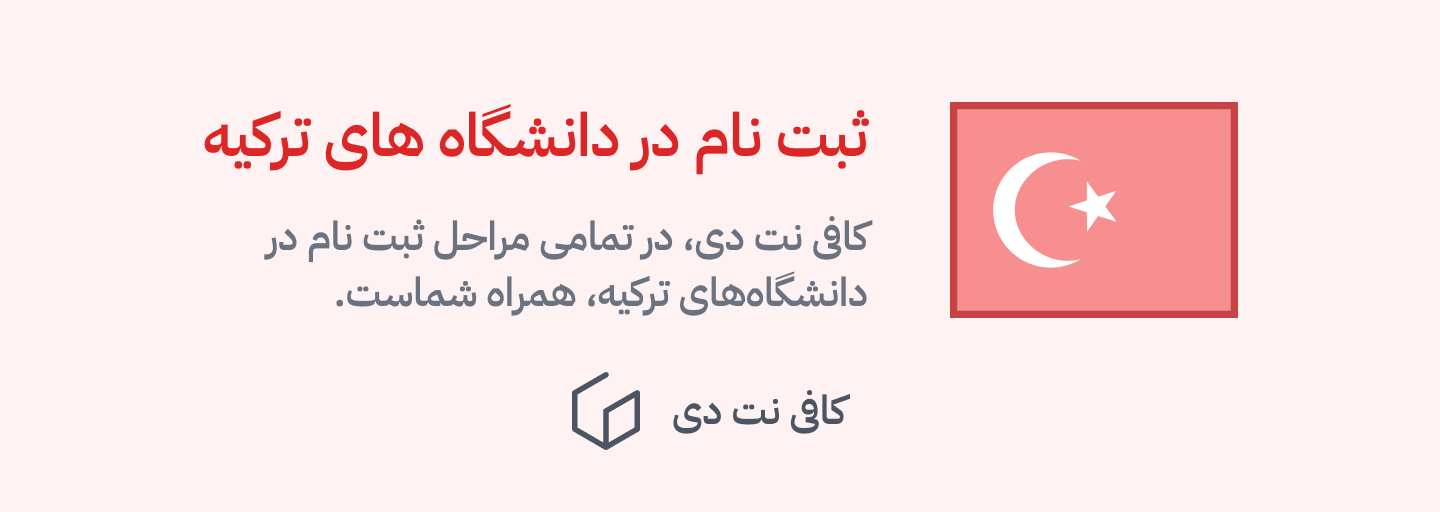 ثبت نام در دانشگاه های ترکیه
کافی نت دی، در تمامی مراحل ثبت نام در
دانشگاه‌های ترکیه، همراه شماست.
کافی نت دی